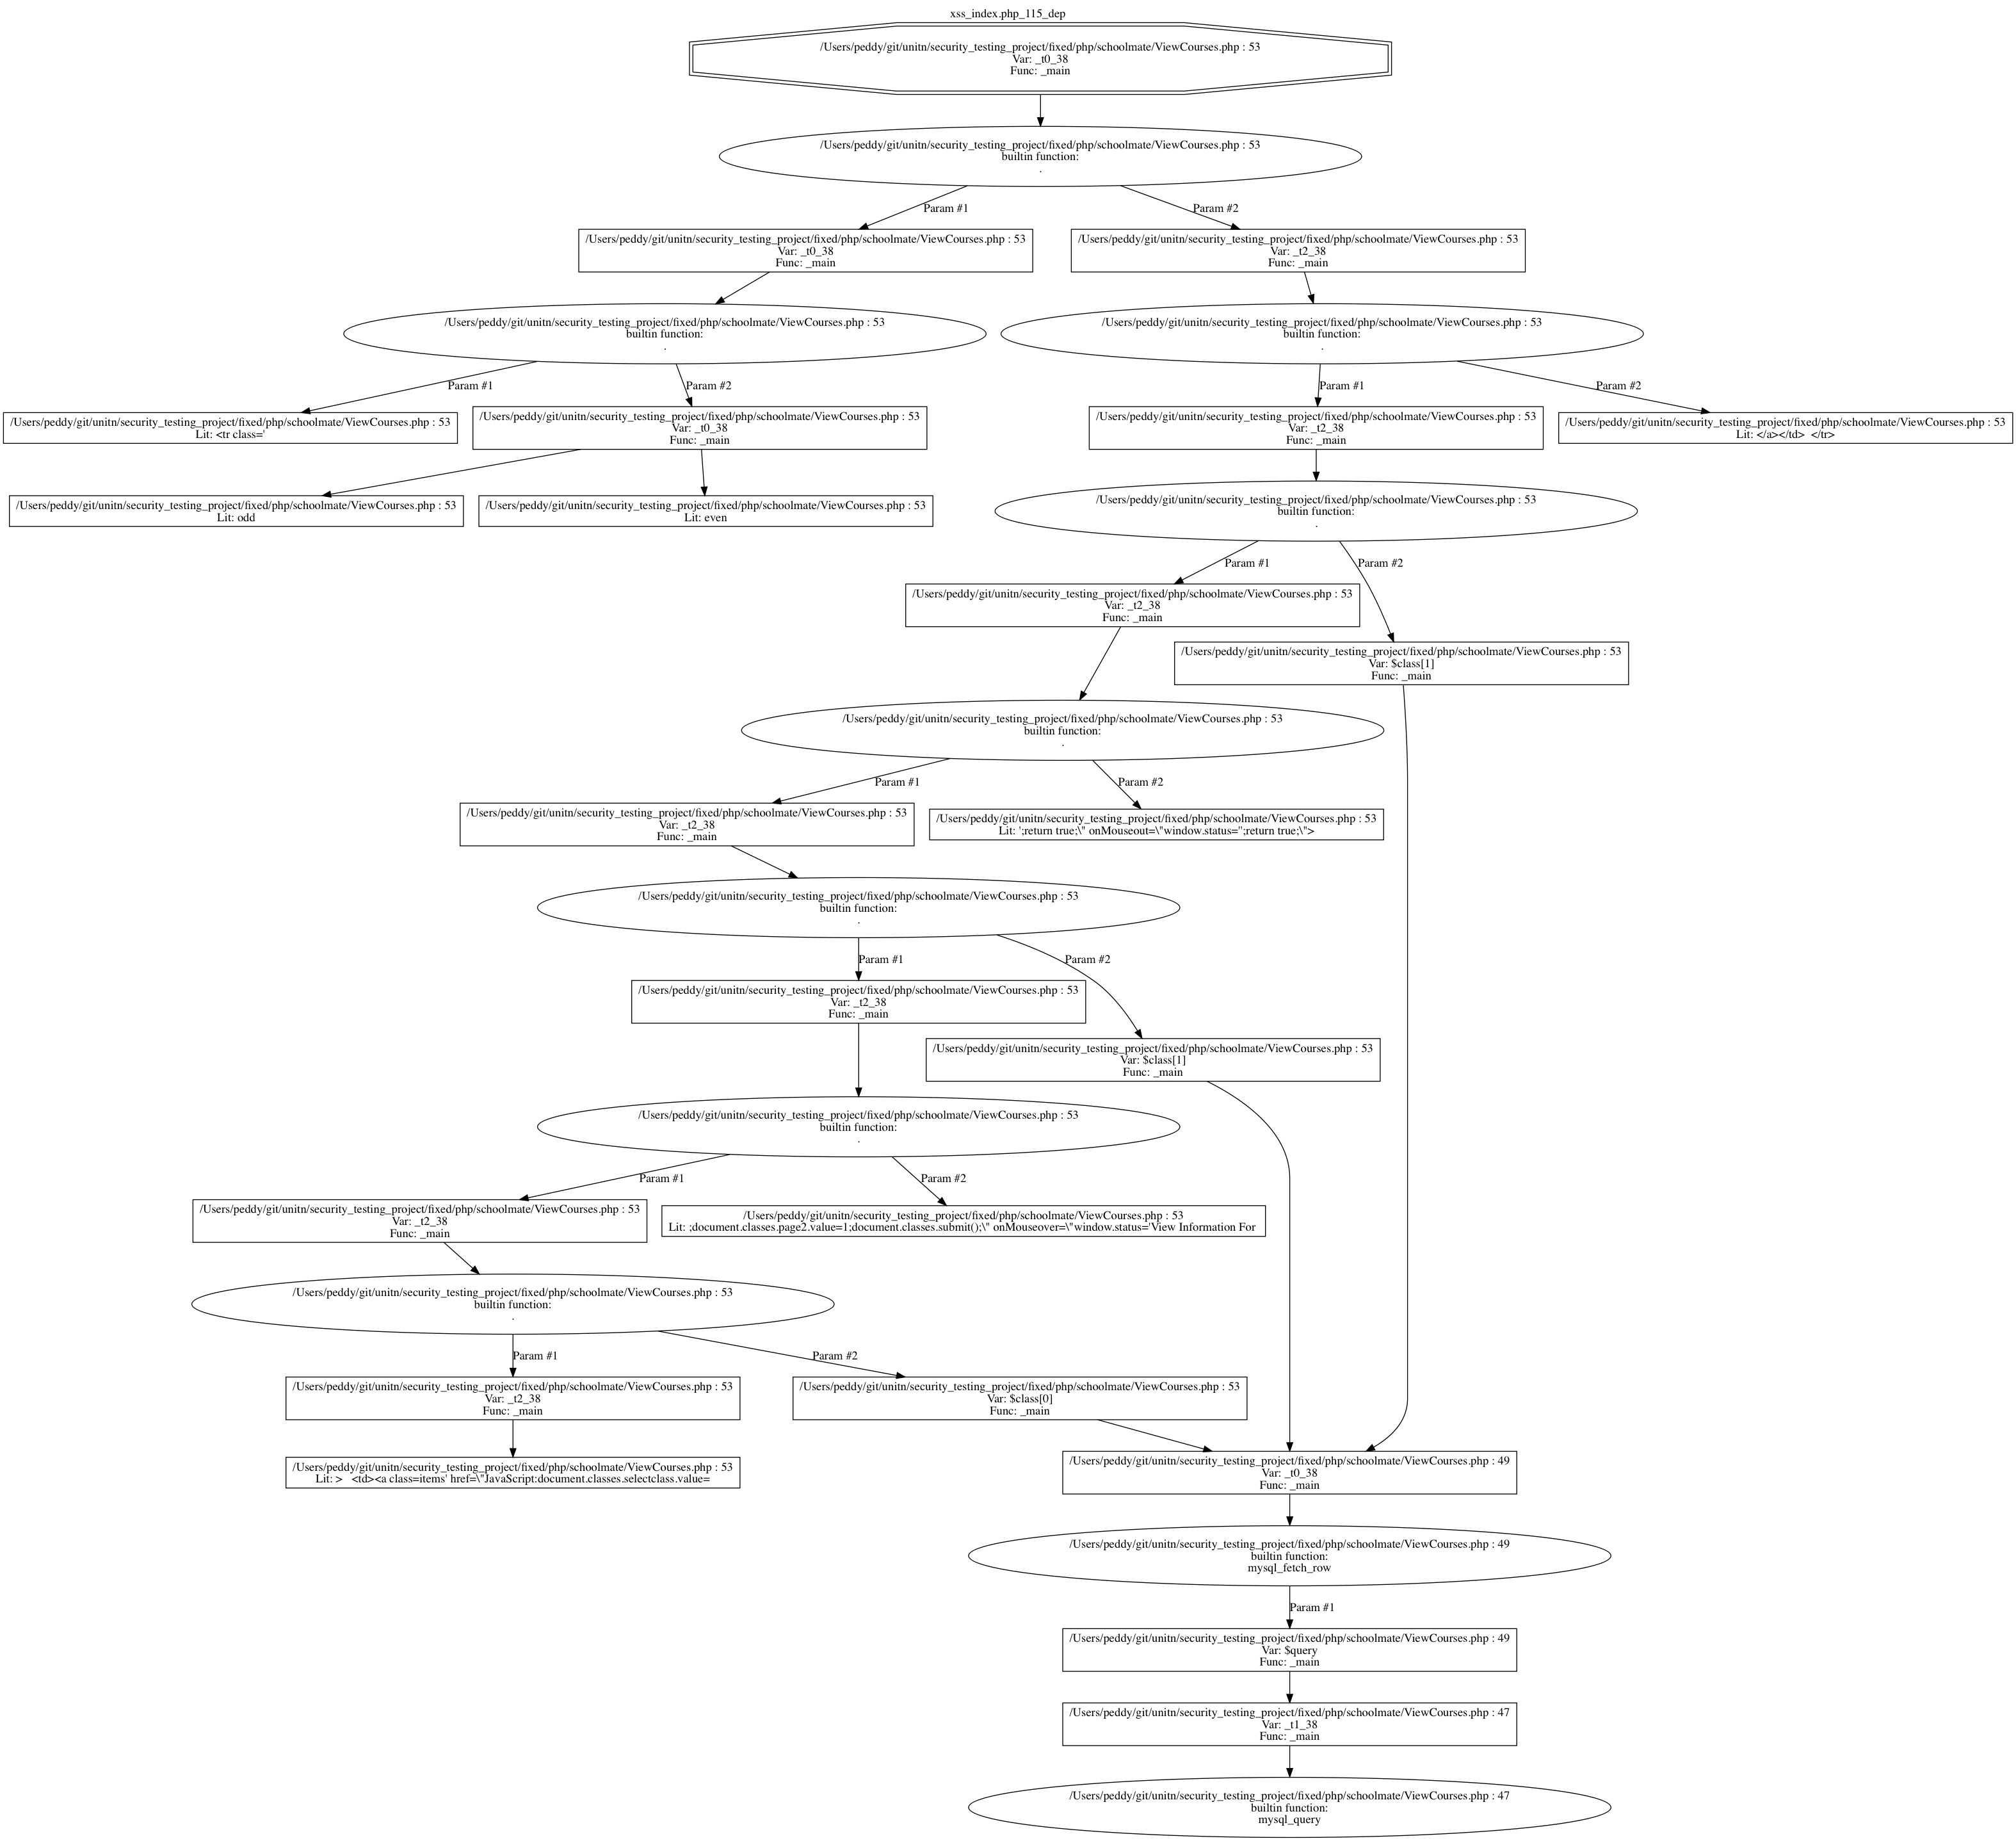 xss_index.php_115_dep
/Users/peddy/git/unitn/security_testing_project/fixed/php/schoolmate/ViewCourses.php : 53
Var: _t0_38
Func: _main
/Users/peddy/git/unitn/security_testing_project/fixed/php/schoolmate/ViewCourses.php : 53
builtin function:
.
Param #1
Param #2
/Users/peddy/git/unitn/security_testing_project/fixed/php/schoolmate/ViewCourses.php : 53
Var: _t0_38
Func: _main
/Users/peddy/git/unitn/security_testing_project/fixed/php/schoolmate/ViewCourses.php : 53
Var: _t2_38
Func: _main
/Users/peddy/git/unitn/security_testing_project/fixed/php/schoolmate/ViewCourses.php : 53
builtin function:
.
/Users/peddy/git/unitn/security_testing_project/fixed/php/schoolmate/ViewCourses.php : 53
builtin function:
.
Param #1
Param #2
Param #1
Param #2
/Users/peddy/git/unitn/security_testing_project/fixed/php/schoolmate/ViewCourses.php : 53
Lit: <tr class='
/Users/peddy/git/unitn/security_testing_project/fixed/php/schoolmate/ViewCourses.php : 53
Var: _t0_38
Func: _main
/Users/peddy/git/unitn/security_testing_project/fixed/php/schoolmate/ViewCourses.php : 53
Var: _t2_38
Func: _main
/Users/peddy/git/unitn/security_testing_project/fixed/php/schoolmate/ViewCourses.php : 53
Lit: </a></td>  </tr>
/Users/peddy/git/unitn/security_testing_project/fixed/php/schoolmate/ViewCourses.php : 53
Lit: odd
/Users/peddy/git/unitn/security_testing_project/fixed/php/schoolmate/ViewCourses.php : 53
Lit: even
/Users/peddy/git/unitn/security_testing_project/fixed/php/schoolmate/ViewCourses.php : 53
builtin function:
.
Param #1
Param #2
/Users/peddy/git/unitn/security_testing_project/fixed/php/schoolmate/ViewCourses.php : 53
Var: _t2_38
Func: _main
/Users/peddy/git/unitn/security_testing_project/fixed/php/schoolmate/ViewCourses.php : 53
Var: $class[1]
Func: _main
/Users/peddy/git/unitn/security_testing_project/fixed/php/schoolmate/ViewCourses.php : 53
builtin function:
.
Param #1
Param #2
/Users/peddy/git/unitn/security_testing_project/fixed/php/schoolmate/ViewCourses.php : 53
Var: _t2_38
Func: _main
/Users/peddy/git/unitn/security_testing_project/fixed/php/schoolmate/ViewCourses.php : 53
Lit: ';return true;\" onMouseout=\"window.status='';return true;\">
/Users/peddy/git/unitn/security_testing_project/fixed/php/schoolmate/ViewCourses.php : 53
builtin function:
.
Param #1
Param #2
/Users/peddy/git/unitn/security_testing_project/fixed/php/schoolmate/ViewCourses.php : 53
Var: _t2_38
Func: _main
/Users/peddy/git/unitn/security_testing_project/fixed/php/schoolmate/ViewCourses.php : 53
Var: $class[1]
Func: _main
/Users/peddy/git/unitn/security_testing_project/fixed/php/schoolmate/ViewCourses.php : 53
builtin function:
.
Param #1
Param #2
/Users/peddy/git/unitn/security_testing_project/fixed/php/schoolmate/ViewCourses.php : 53
Var: _t2_38
Func: _main
/Users/peddy/git/unitn/security_testing_project/fixed/php/schoolmate/ViewCourses.php : 53
Lit: ;document.classes.page2.value=1;document.classes.submit();\" onMouseover=\"window.status='View Information For
/Users/peddy/git/unitn/security_testing_project/fixed/php/schoolmate/ViewCourses.php : 53
builtin function:
.
Param #1
Param #2
/Users/peddy/git/unitn/security_testing_project/fixed/php/schoolmate/ViewCourses.php : 53
Var: _t2_38
Func: _main
/Users/peddy/git/unitn/security_testing_project/fixed/php/schoolmate/ViewCourses.php : 53
Var: $class[0]
Func: _main
/Users/peddy/git/unitn/security_testing_project/fixed/php/schoolmate/ViewCourses.php : 53
Lit: >   <td><a class=items' href=\"JavaScript:document.classes.selectclass.value=
/Users/peddy/git/unitn/security_testing_project/fixed/php/schoolmate/ViewCourses.php : 49
Var: _t0_38
Func: _main
/Users/peddy/git/unitn/security_testing_project/fixed/php/schoolmate/ViewCourses.php : 49
builtin function:
mysql_fetch_row
Param #1
/Users/peddy/git/unitn/security_testing_project/fixed/php/schoolmate/ViewCourses.php : 49
Var: $query
Func: _main
/Users/peddy/git/unitn/security_testing_project/fixed/php/schoolmate/ViewCourses.php : 47
Var: _t1_38
Func: _main
/Users/peddy/git/unitn/security_testing_project/fixed/php/schoolmate/ViewCourses.php : 47
builtin function:
mysql_query